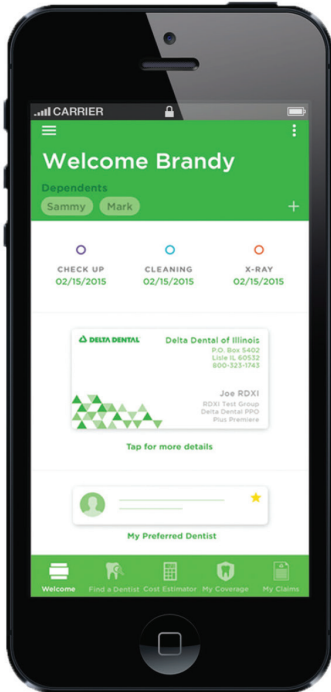 CARRIER
Welcome Brandy
Dependents
Sammy Mark +
CHECK UP CLEANING X-RAY
02/15/2015 02/15/2015 02/15/2015
DELTA DENTAL Delta Dental of Illinois
P.O. Box 5402
Lisle IL 60532
800-323-1743
Joe RDXI
RDXI Test Group
Delta Dental PPO
Plus Premiere
Tap for more details
My Preferred Dentist
Welcome Find a Dentist Cost Estimator My Coverage My Claims